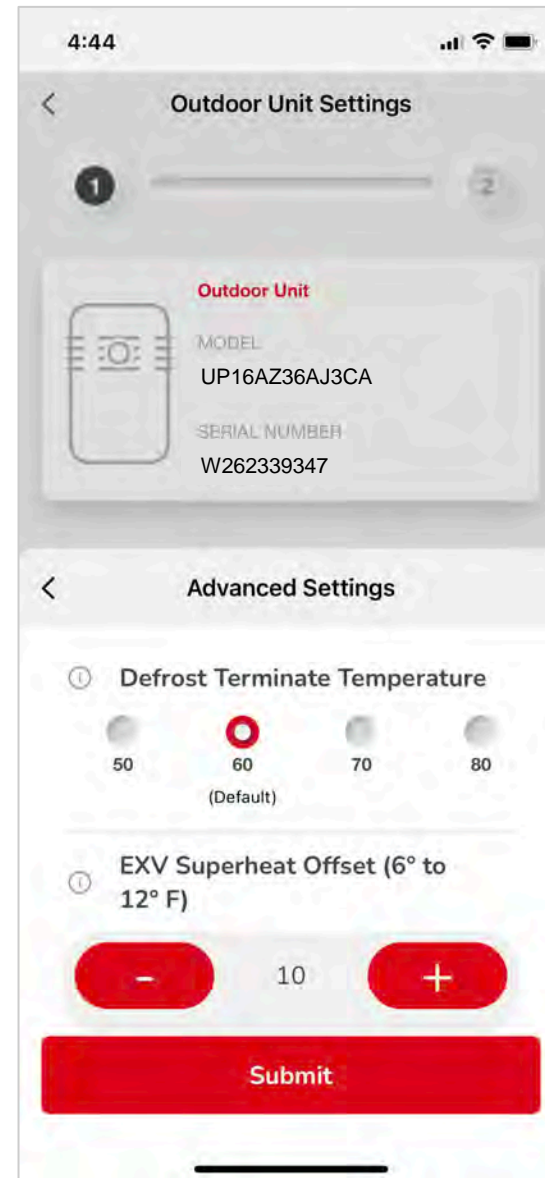 4:44
Outdoor Unit Settings
1 2
Outdoor Unit
MODEL
UP16AZ36AJ3CA
SERIAL NUMBER
W262339347
Advanced Settings
Defrost Terminate Temperature
50 60 70 80
(Default)
EXV Superheat Offset (6° to
12° F)
- 10 +
Submit